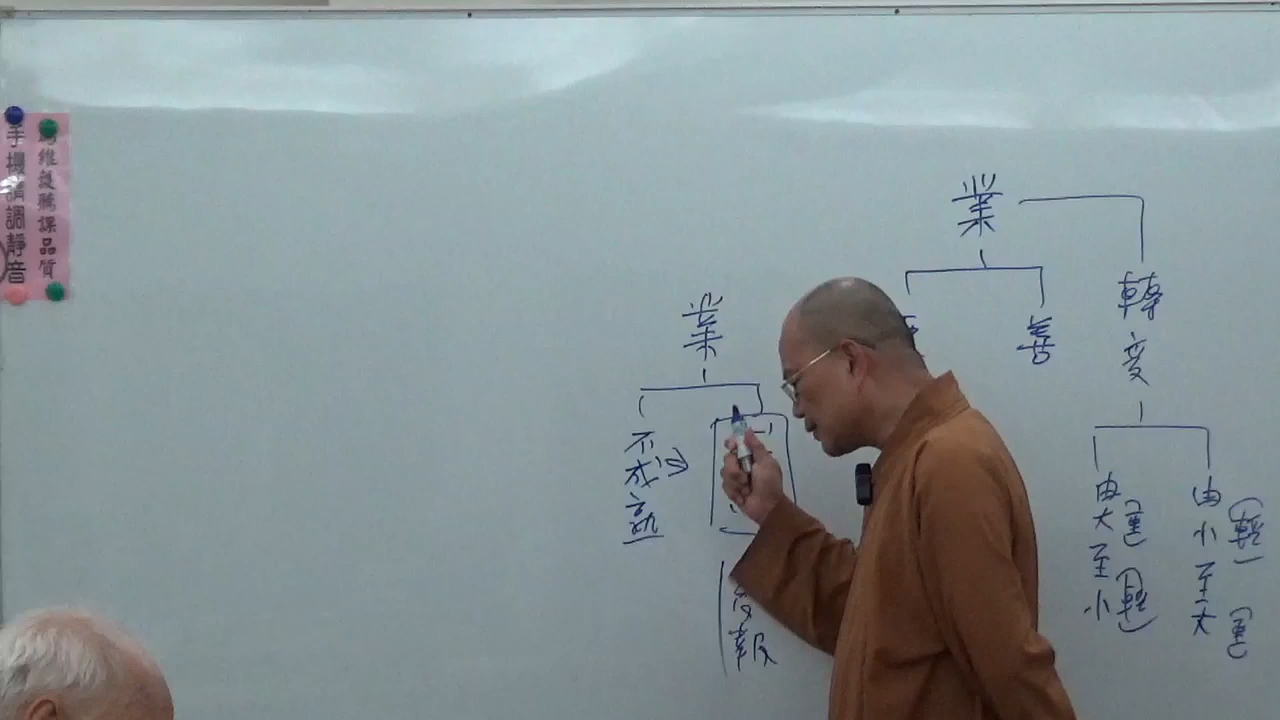 為維護聽課品質
手機請調靜音
業
善
轉變
由大至小
(重)
(輕)
由小至大
(輕)
(重)
業
不成熟
報